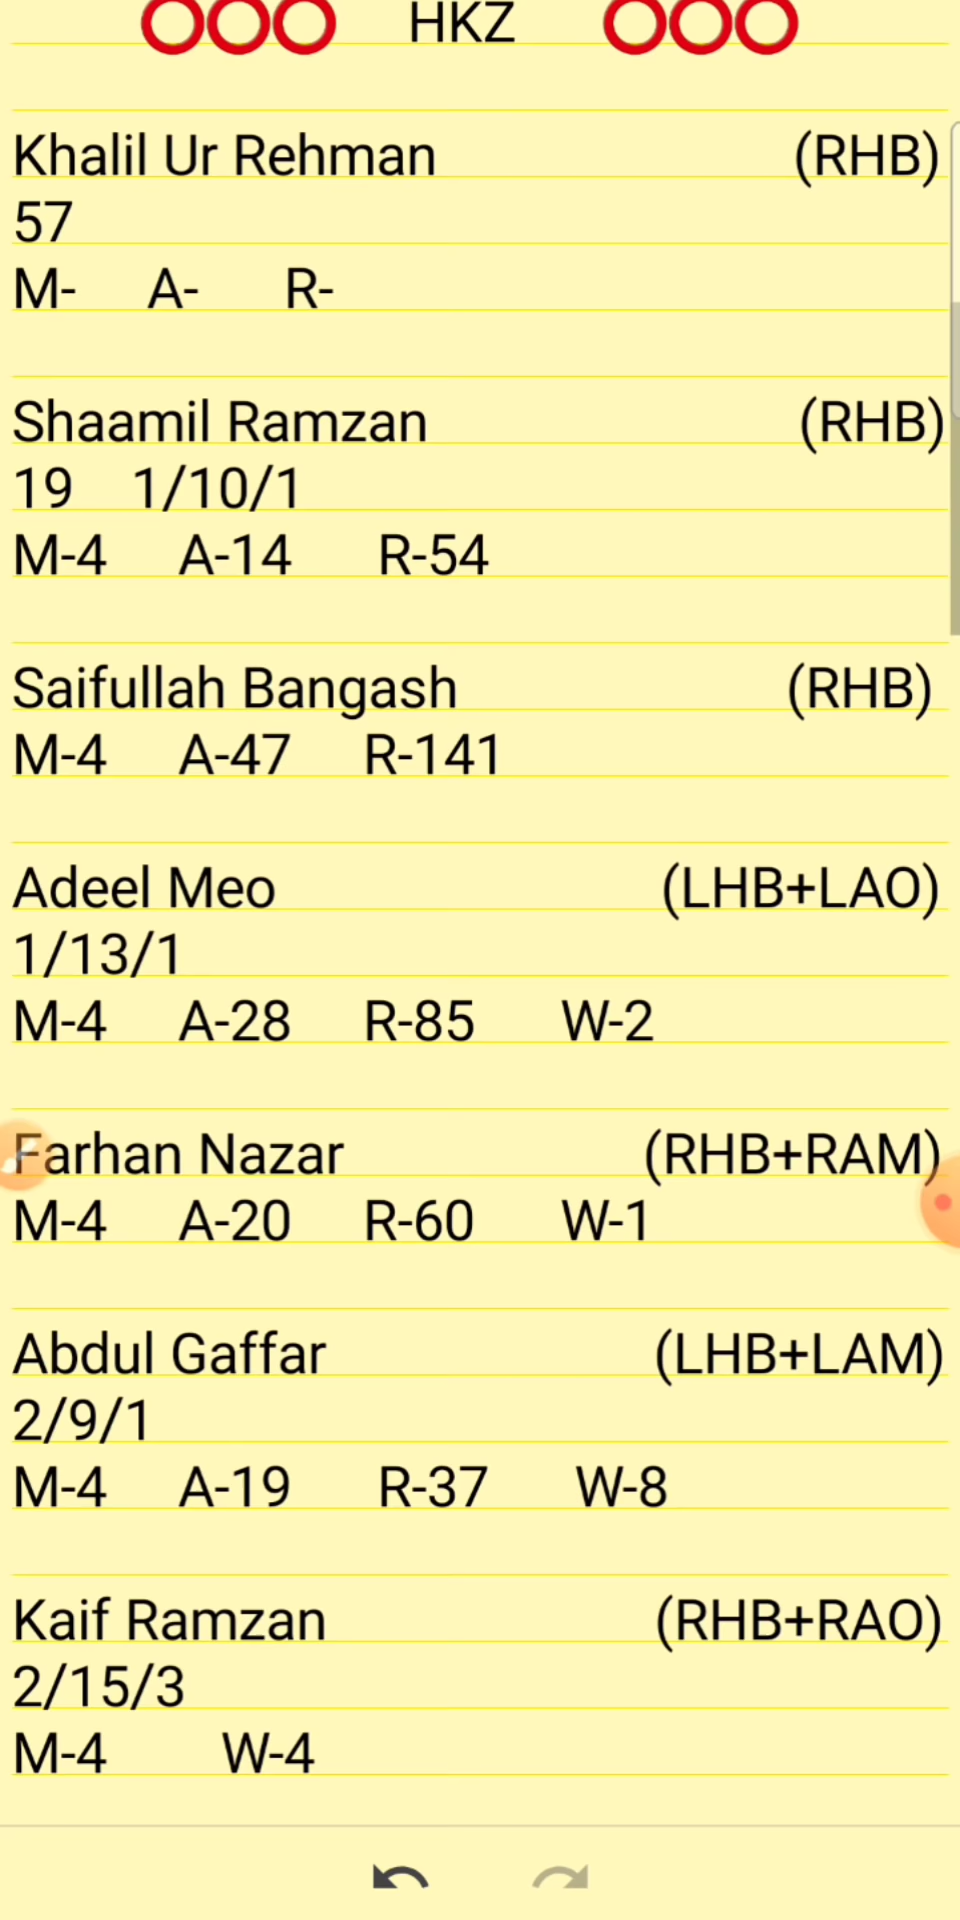 ⭕⭕⭕ HKZ ⭕⭕⭕
Khalil Ur Rehman (RHB)
57
M- A- R-
Shaamil Ramzan (RHB)
19 1/10/1
M-4 A-14 R-54
Saifullah Bangash (RHB)
M-4 A-47 R-141
Adeel Meo (LHB+LAO)
1/13/1
M-4 A-28 R-85 W-2
Farhan Nazar (RHB+RAM)
M-4 A-20 R-60 W-1
Abdul Gaffar (LHB+LAM)
2/9/1
M-4 A-19 R-37 W-8
Kaif Ramzan (RHB+RAO)
2/15/3
M-4 W-4